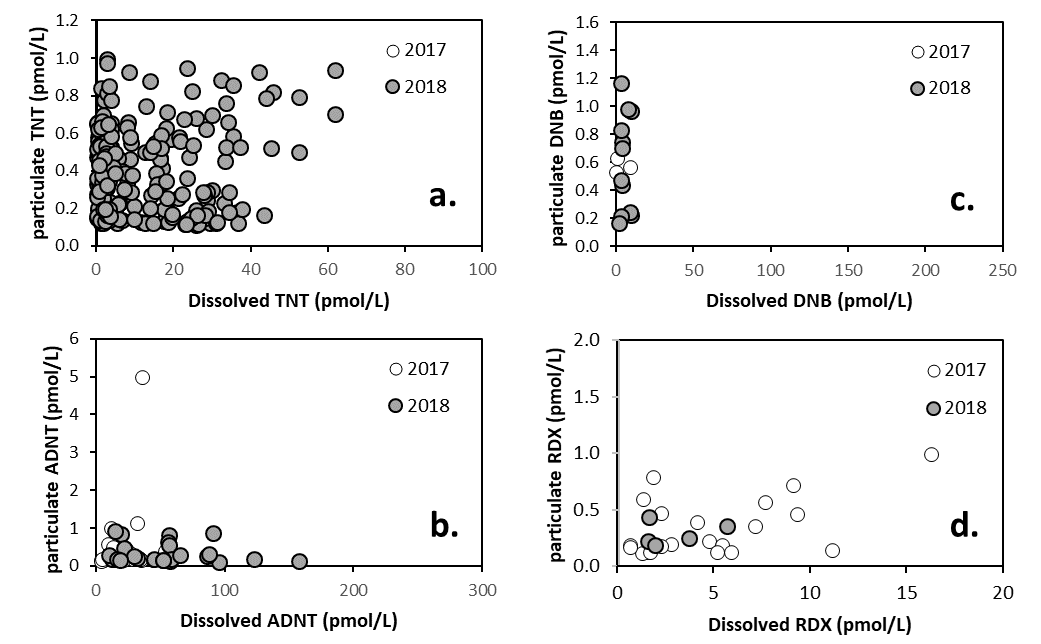 1.2
1.0
0.8
0.6
0.4
0.2
0.0
particulate TNT (pmol/L)
2017
2018
a.
0 20 40 60 80 100
Dissolved TNT (pmol/L)
6
5
4
3
2
1
0
particulate ADNT (pmol/L)
2017
2018
b.
0 100 200 300
Dissolved ADNT (pmol/L)
1.6
1.4
1.2
1.0
0.8
0.6
0.4
0.2
0.0
particulate DNB (pmol/L)
2017
2018
c.
0 50 100 150 200 250
Dissolved DNB (pmol/L)
2.0
1.5
1.0
0.5
0.0
particulate RDX (pmol/L)
2017
2018
d.
0 5 10 15 20
Dissolved RDX (pmol/L)